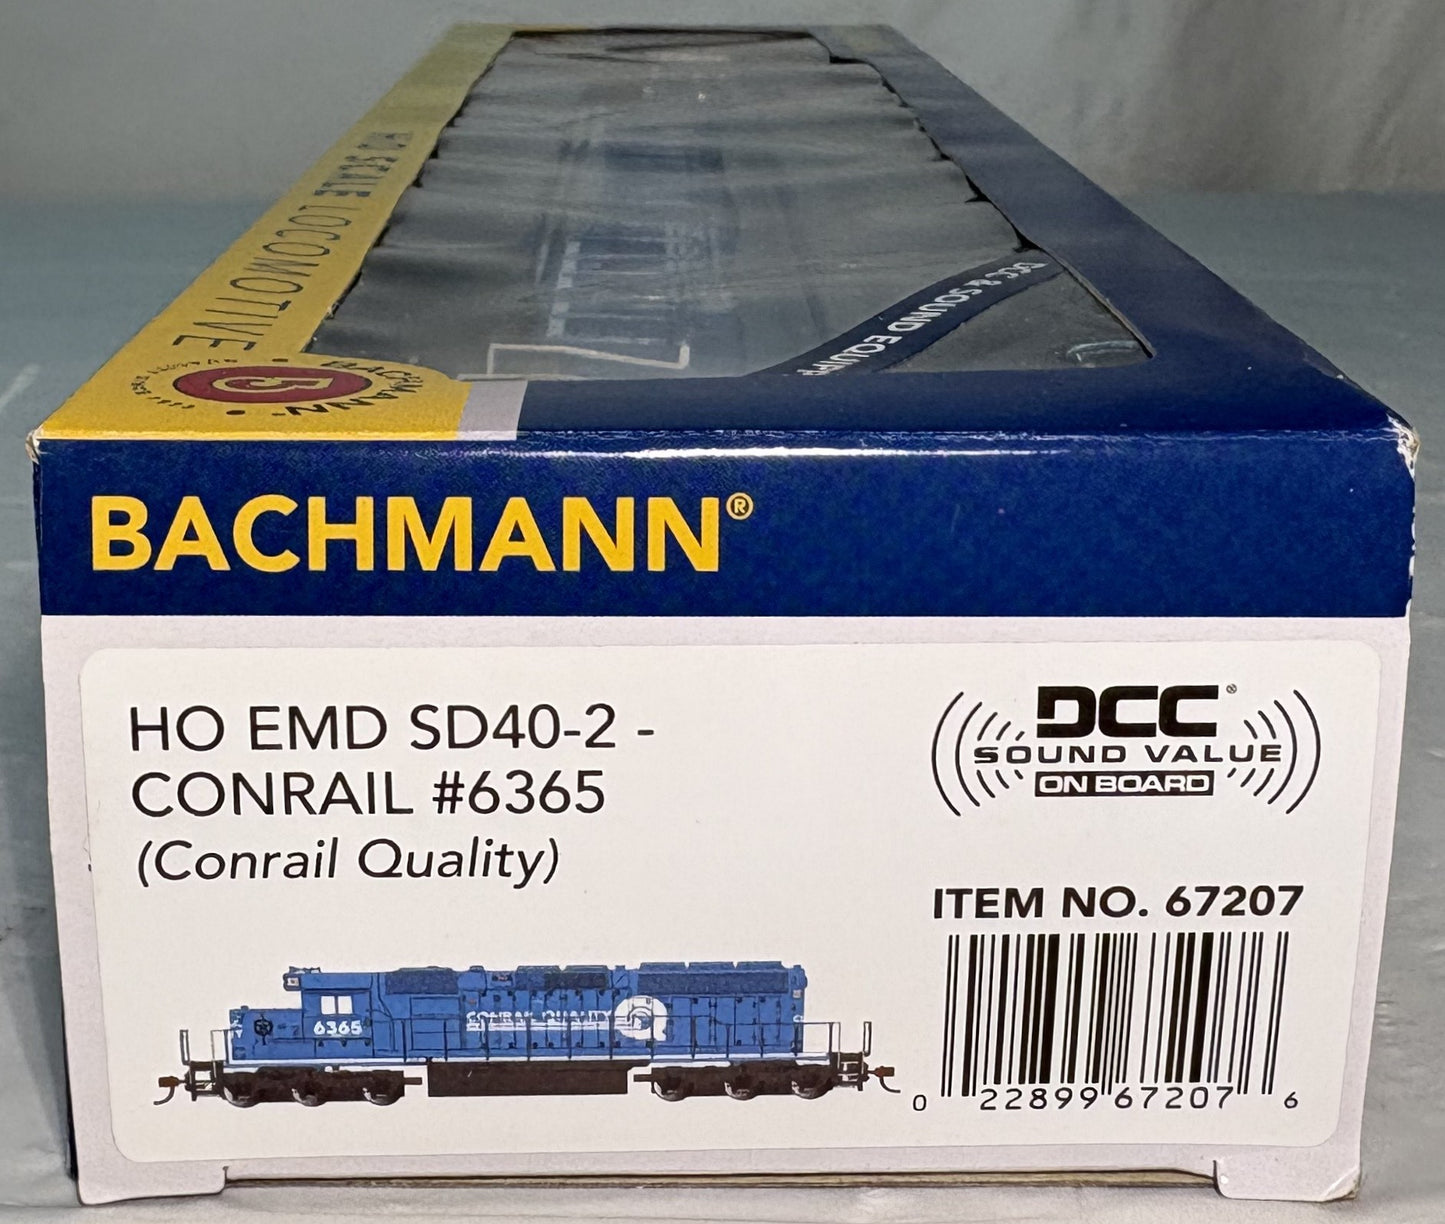 HO SCALE LOCOMOTIVE
BACHMANN
B
DCC & SOUND EQUIPP
BACHMANN®
HO EMD SD40-2 -
CONRAIL #6365
(Conrail Quality)
DCC®
SOUND VALUE
ON BOARD
ITEM NO. 67207
6365
CONRAIL QUALITY
0 22899 67207 6